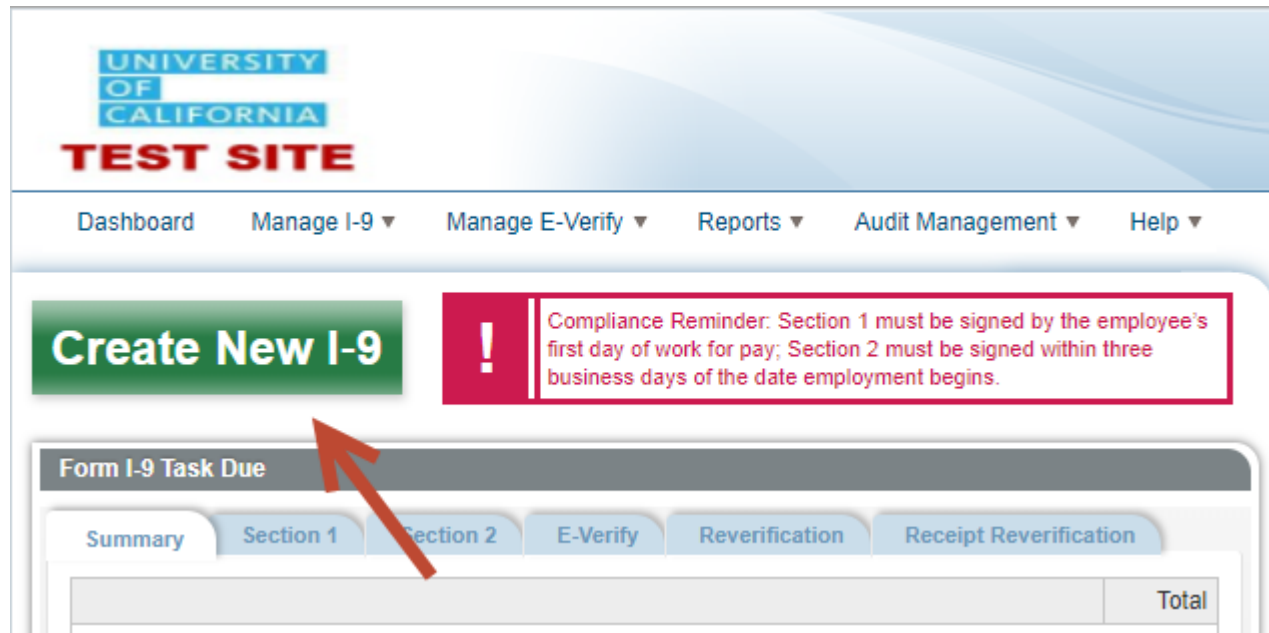 UNIVERSITY
OF
CALIFORNIA
TEST SITE
Dashboard Manage I-9 ▼ Manage E-Verify ▼ Reports ▼ Audit Management ▼ Help ▼
Create New I-9
!
Compliance Reminder: Section 1 must be signed by the employee's
first day of work for pay; Section 2 must be signed within three
business days of the date employment begins.
Form I-9 Task Due
Summary Section 1 Section 2 E-Verify Reverification Receipt Reverification
Total